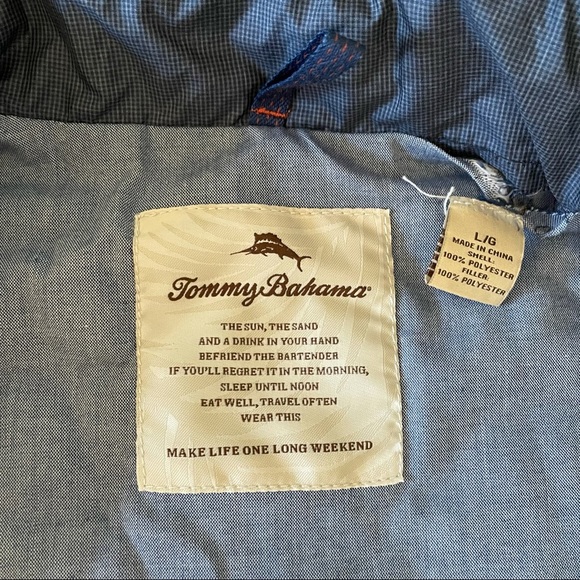 Tommy Bahama®
THE SUN, THE SAND
AND A DRINK IN YOUR HAND
BEFRIEND THE BARTENDER
IF YOU'LL REGRET IT IN THE MORNING,
SLEEP UNTIL NOON
EAT WELL, TRAVEL OFTEN
WEAR THIS
MAKE LIFE ONE LONG WEEKEND
L/G
MADE IN CHINA
SHELL:
100% POLYESTER
FILLER:
100% POLYESTER